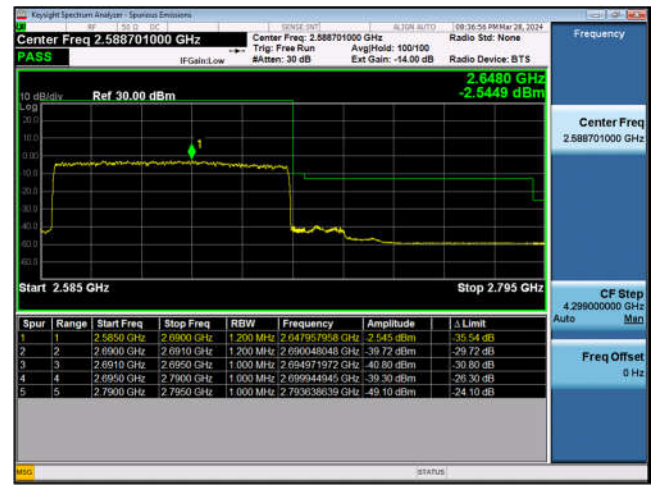 Keysight Spectrum Analyzer - Spurious Emissions
RF 50 Ω DC SENSE:INT ALIGN AUTO 08:36:56 PM Mar 28, 2024
Center Freq 2.588701000 GHz
Center Freq: 2.588701000 GHz Radio Std: None
Trig: Free Run Avg|Hold: 100/100
PASS IFGain:Low #Atten: 30 dB Ext Gain: -14.00 dB Radio Device: BTS
Frequency
2.6480 GHz
-2.5449 dBm
10 dB/div Ref 30.00 dBm
Log
20.0
10.0
0.00
-10.0
-20.0
-30.0
-40.0
-50.0
-60.0
1
Start 2.585 GHz Stop 2.795 GHz
Center Freq
2.588701000 GHz
CF Step
4.299000000 GHz
Auto Man
Freq Offset
0 Hz
Spur Range Start Freq Stop Freq RBW Frequency Amplitude Δ Limit
1 1 2.5850 GHz 2.6900 GHz 1.200 MHz 2.647957958 GHz -2.545 dBm -35.54 dB
2 2 2.6900 GHz 2.6910 GHz 1.200 MHz 2.690048048 GHz -39.72 dBm -29.72 dB
3 3 2.6910 GHz 2.6950 GHz 1.000 MHz 2.694971972 GHz -40.80 dBm -30.80 dB
4 4 2.6950 GHz 2.7900 GHz 1.000 MHz 2.699944945 GHz -39.30 dBm -26.30 dB
5 5 2.7900 GHz 2.7950 GHz 1.000 MHz 2.793638639 GHz -49.10 dBm -24.10 dB
MSG STATUS